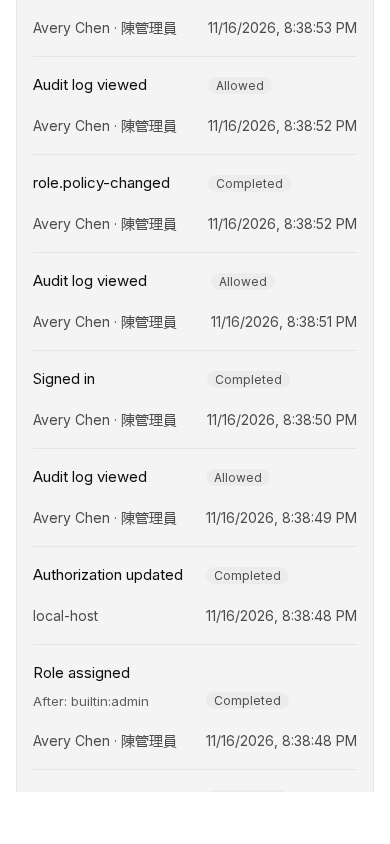 Avery Chen · 陳管理員 11/16/2026, 8:38:53 PM
Audit log viewed Allowed
Avery Chen · 陳管理員 11/16/2026, 8:38:52 PM
role.policy-changed Completed
Avery Chen · 陳管理員 11/16/2026, 8:38:52 PM
Audit log viewed Allowed
Avery Chen · 陳管理員 11/16/2026, 8:38:51 PM
Signed in Completed
Avery Chen · 陳管理員 11/16/2026, 8:38:50 PM
Audit log viewed Allowed
Avery Chen · 陳管理員 11/16/2026, 8:38:49 PM
Authorization updated Completed
local-host 11/16/2026, 8:38:48 PM
Role assigned
After: builtin:admin Completed
Avery Chen · 陳管理員 11/16/2026, 8:38:48 PM